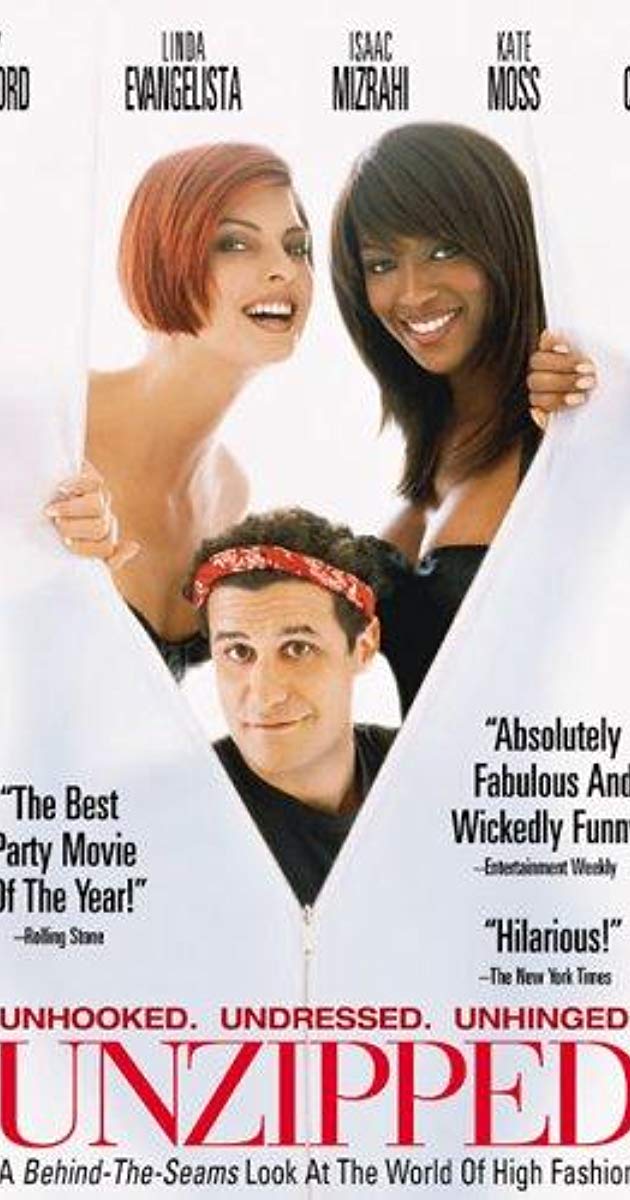 Y LINDA ISAAC KATE
ORD EVANGELISTA MIZRAHI MOSS C
“The Best
Party Movie
Of The Year!”
–Rolling Stone
“Absolutely
Fabulous And
Wickedly Funny
–Entertainment Weekly
“Hilarious!”
–The New York Times
UNHOOKED. UNDRESSED. UNHINGED
UNZIPPED
A Behind-The-Seams Look At The World Of High Fashion